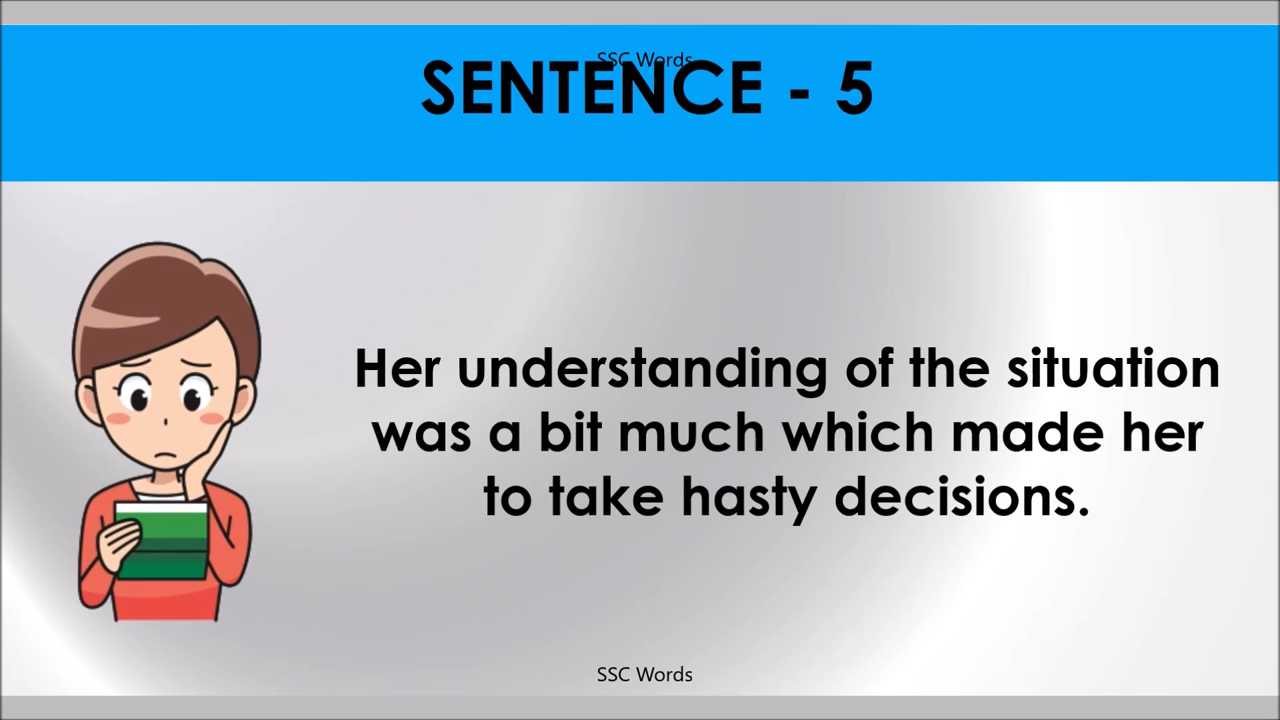 SSC Words
SENTENCE - 5
Her understanding of the situation
was a bit much which made her
to take hasty decisions.
SSC Words